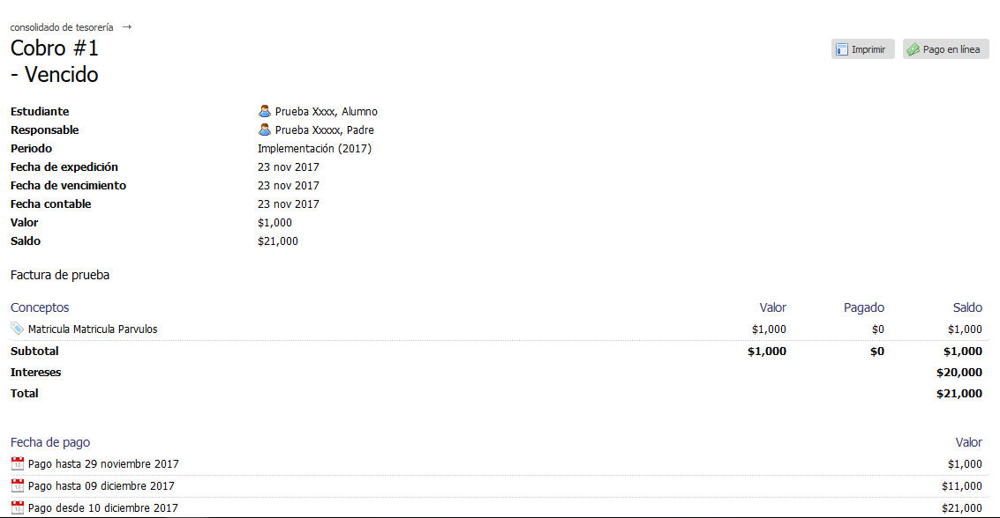 consolidado de tesorería →
Cobro #1
- Vencido
Imprimir
Pago en línea
Estudiante Prueba Xxxx, Alumno
Responsable Prueba Xxxxx, Padre
Periodo Implementación (2017)
Fecha de expedición 23 nov 2017
Fecha de vencimiento 23 nov 2017
Fecha contable 23 nov 2017
Valor $1,000
Saldo $21,000
Factura de prueba
Conceptos Valor Pagado Saldo
Matricula Matricula Parvulos $1,000 $0 $1,000
Subtotal $1,000 $0 $1,000
Intereses $20,000
Total $21,000
Fecha de pago Valor
Pago hasta 29 noviembre 2017 $1,000
Pago hasta 09 diciembre 2017 $11,000
Pago desde 10 diciembre 2017 $21,000